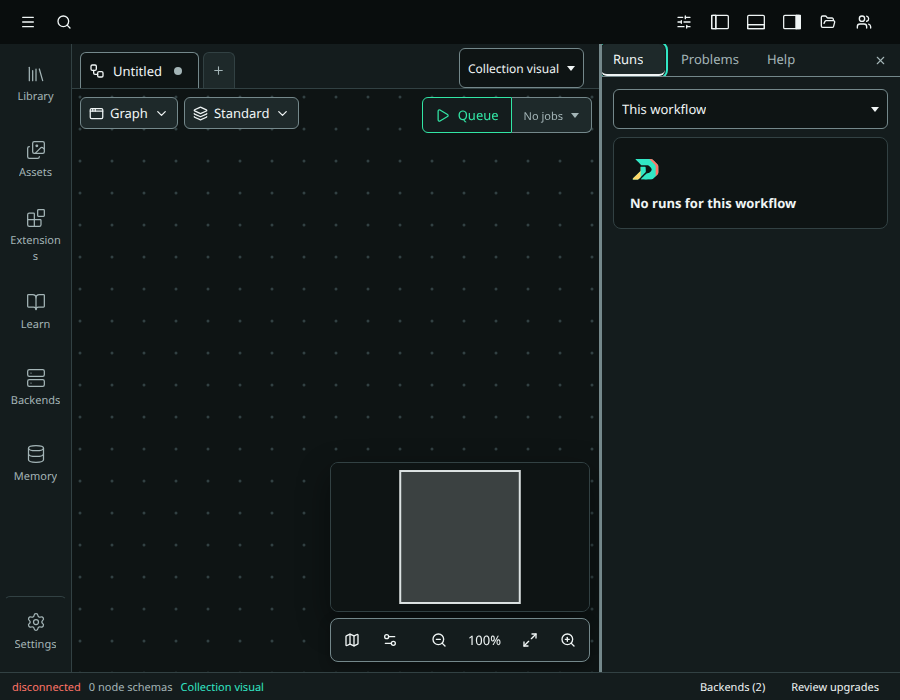 Untitled
Collection visual
Runs
Problems
Help
Library
Assets
Extension
s
Learn
Backends
Memory
Settings
Graph
Standard
Queue
No jobs
This workflow
No runs for this workflow
100%
disconnected
0 node schemas
Collection visual
Backends (2)
Review upgrades